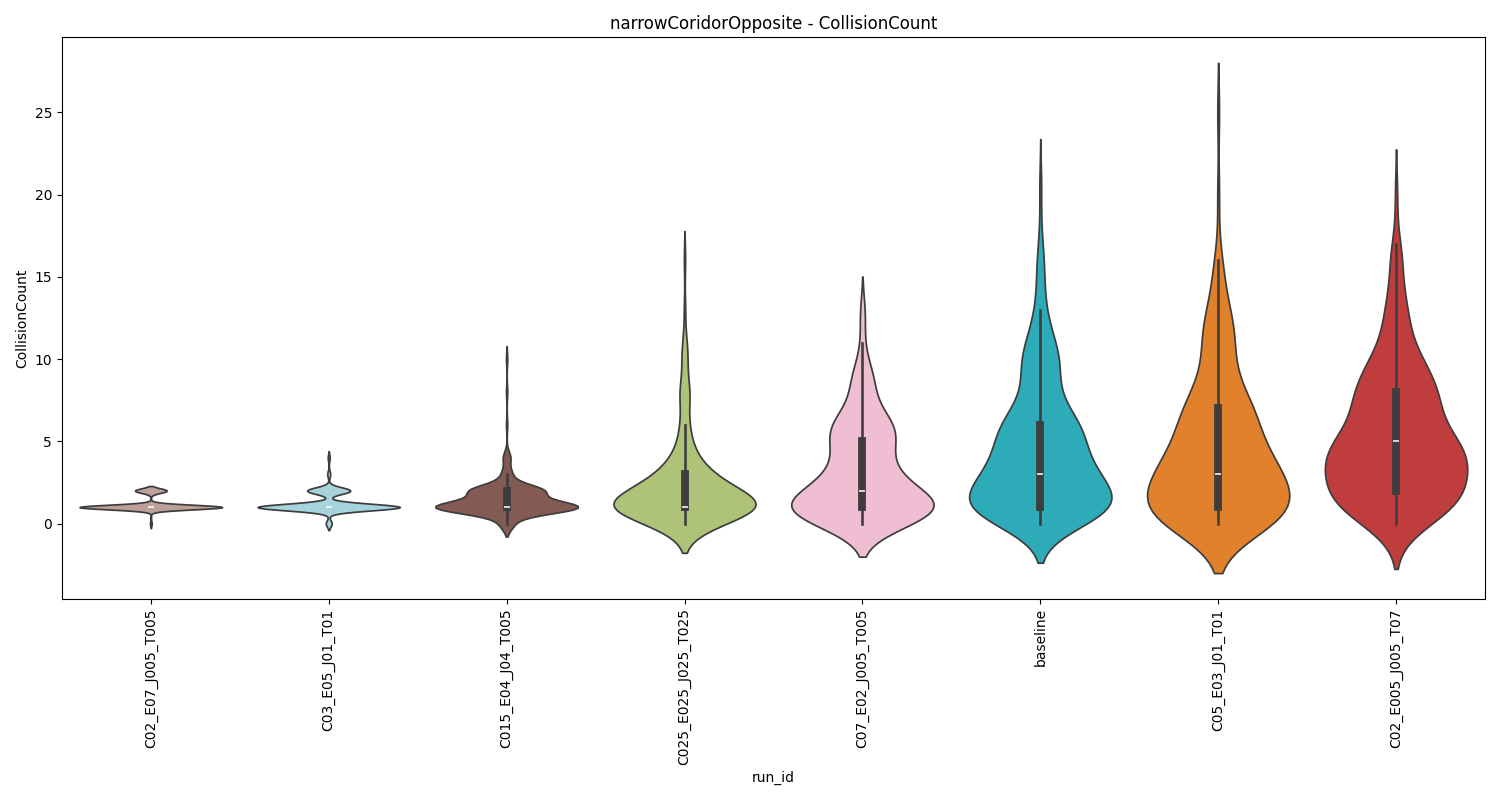 narrowCoridorOpposite - CollisionCount
CollisionCount
25
20
15
10
5
0
C02_E07_J005_T005
C03_E05_J01_T01
C015_E04_J04_T005
C025_E025_J025_T025
C07_E02_J005_T005
baseline
C05_E03_J01_T01
C02_E005_J005_T07
run_id